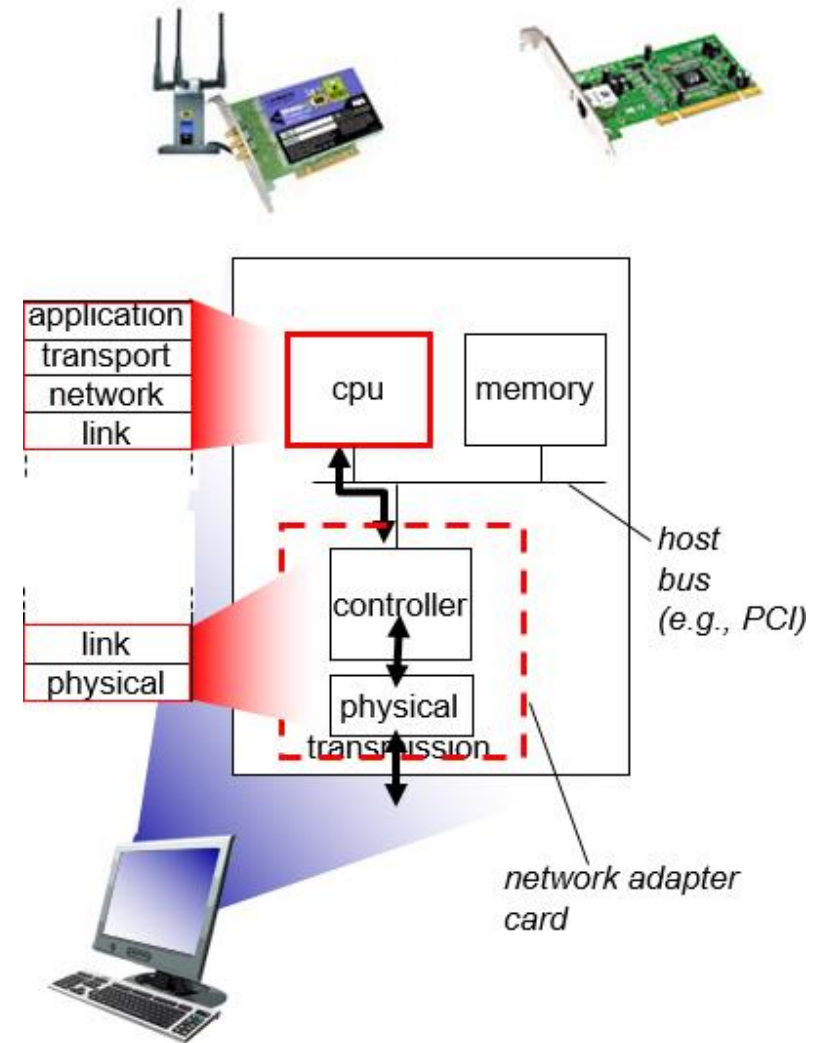 application
transport
network
link
cpu
memory
host
bus
(e.g., PCI)
controller
link
physical
physical
transmission
network adapter
card